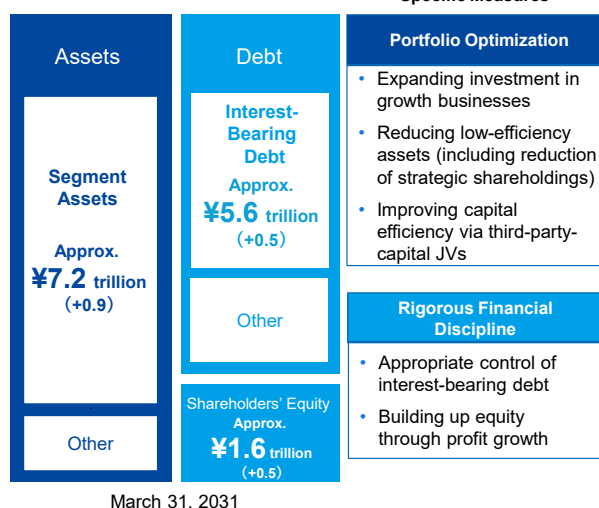 Assets
Segment
Assets
Approx.
¥7.2 trillion
(+0.9)
Other
Debt
Interest-
Bearing
Debt
Approx.
¥5.6 trillion
(+0.5)
Other
Shareholders' Equity
Approx.
¥1.6 trillion
(+0.5)
March 31, 2031
Specific Measures
Portfolio Optimization
• Expanding investment in
growth businesses
• Reducing low-efficiency
assets (including reduction
of strategic shareholdings)
• Improving capital
efficiency via third-party-
capital JVs
Rigorous Financial
Discipline
• Appropriate control of
interest-bearing debt
• Building up equity
through profit growth